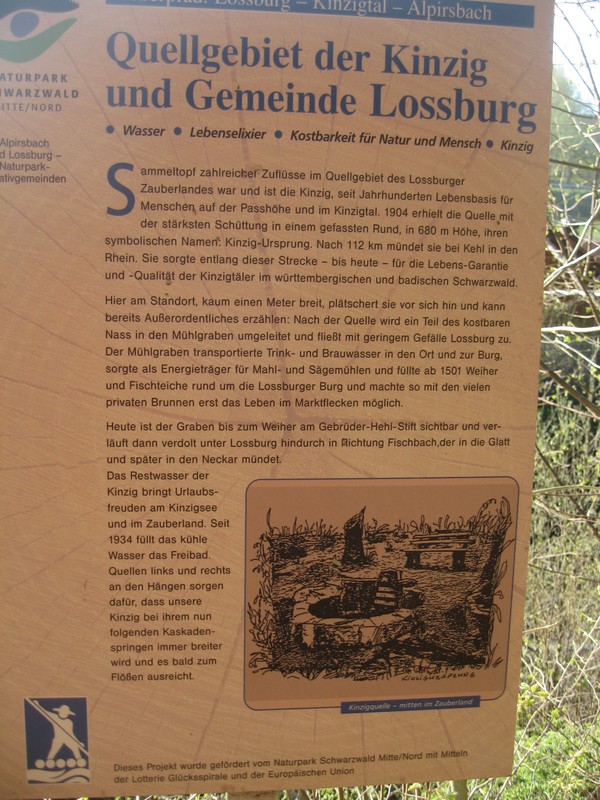 Lossburg – Kinzigtal – Alpirsbach
ATURPARK
HWARZWALD
MITTE/NORD
Alpirsbach
d Lossburg –
Naturpark-
ativgemeinden
Quellgebiet der Kinzig
und Gemeinde Lossburg
• Wasser • Lebenselixier • Kostbarkeit für Natur und Mensch • Kinzig
Sammeltopf zahlreicher Zuflüsse im Quellgebiet des Lossburger
Zauberlandes war und ist die Kinzig, seit Jahrhunderten Lebensbasis für
Menschen auf der Passhöhe und im Kinzigtal. 1904 erhielt die Quelle mit
der stärksten Schüttung in einem gefassten Rund, in 680 m Höhe, ihren
symbolischen Namen: Kinzig-Ursprung. Nach 112 km mündet sie bei Kehl in den
Rhein. Sie sorgte entlang dieser Strecke – bis heute – für die Lebens-Garantie
und -Qualität der Kinzigtäler im württembergischen und badischen Schwarzwald.
Hier am Standort, kaum einen Meter breit, plätschert sie vor sich hin und kann
bereits Außerordentliches erzählen: Nach der Quelle wird ein Teil des kostbaren
Nass in den Mühlgraben umgeleitet und fließt mit geringem Gefälle Lossburg zu.
Der Mühlgraben transportierte Trink- und Brauwasser in den Ort und zur Burg,
sorgte als Energieträger für Mahl- und Sägemühlen und füllte ab 1501 Weiher
und Fischteiche rund um die Lossburger Burg und machte so mit den vielen
privaten Brunnen erst das Leben im Marktflecken möglich.
Heute ist der Graben bis zum Weiher am Gebrüder-Hehl-Stift sichtbar und ver-
läuft dann verdolt unter Lossburg hindurch in Richtung Fischbach,der in die Glatt
und später in den Neckar mündet.
Das Restwasser der
Kinzig bringt Urlaubs-
freuden am Kinzigsee
und im Zauberland. Seit
1934 füllt das kühle
Wasser das Freibad.
Quellen links und rechts
an den Hängen sorgen
dafür, dass unsere
Kinzig bei ihrem nun
folgenden Kaskaden-
springen immer breiter
wird und es bald zum
Flößen ausreicht.
KINZIGURSPRUNG
Kinzigquelle – mitten im Zauberland
Dieses Projekt wurde gefördert vom Naturpark Schwarzwald Mitte/Nord mit Mitteln
der Lotterie Glücksspirale und der Europäischen Union